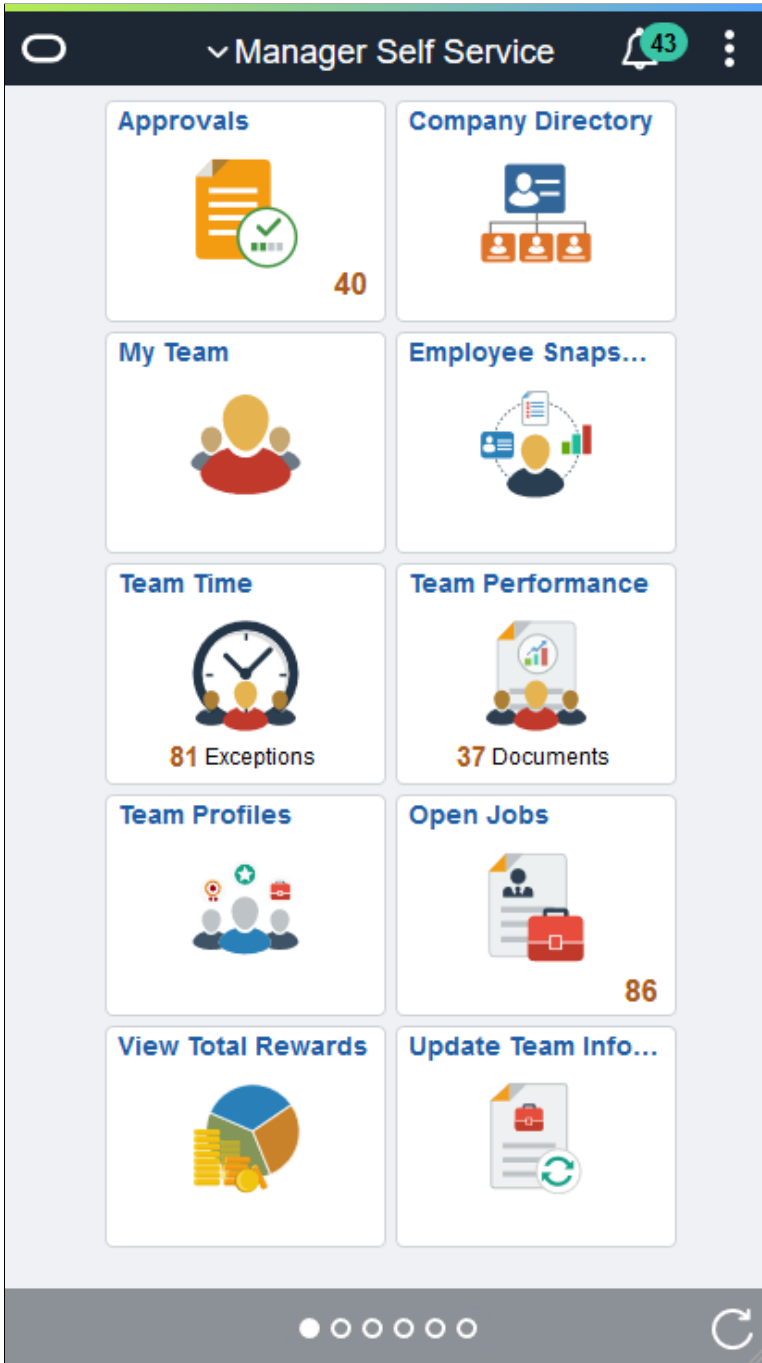 Manager Self Service
43
Approvals
40
Company Directory
My Team
Employee Snaps...
Team Time
81 Exceptions
Team Performance
37 Documents
Team Profiles
Open Jobs
86
View Total Rewards
Update Team Info...